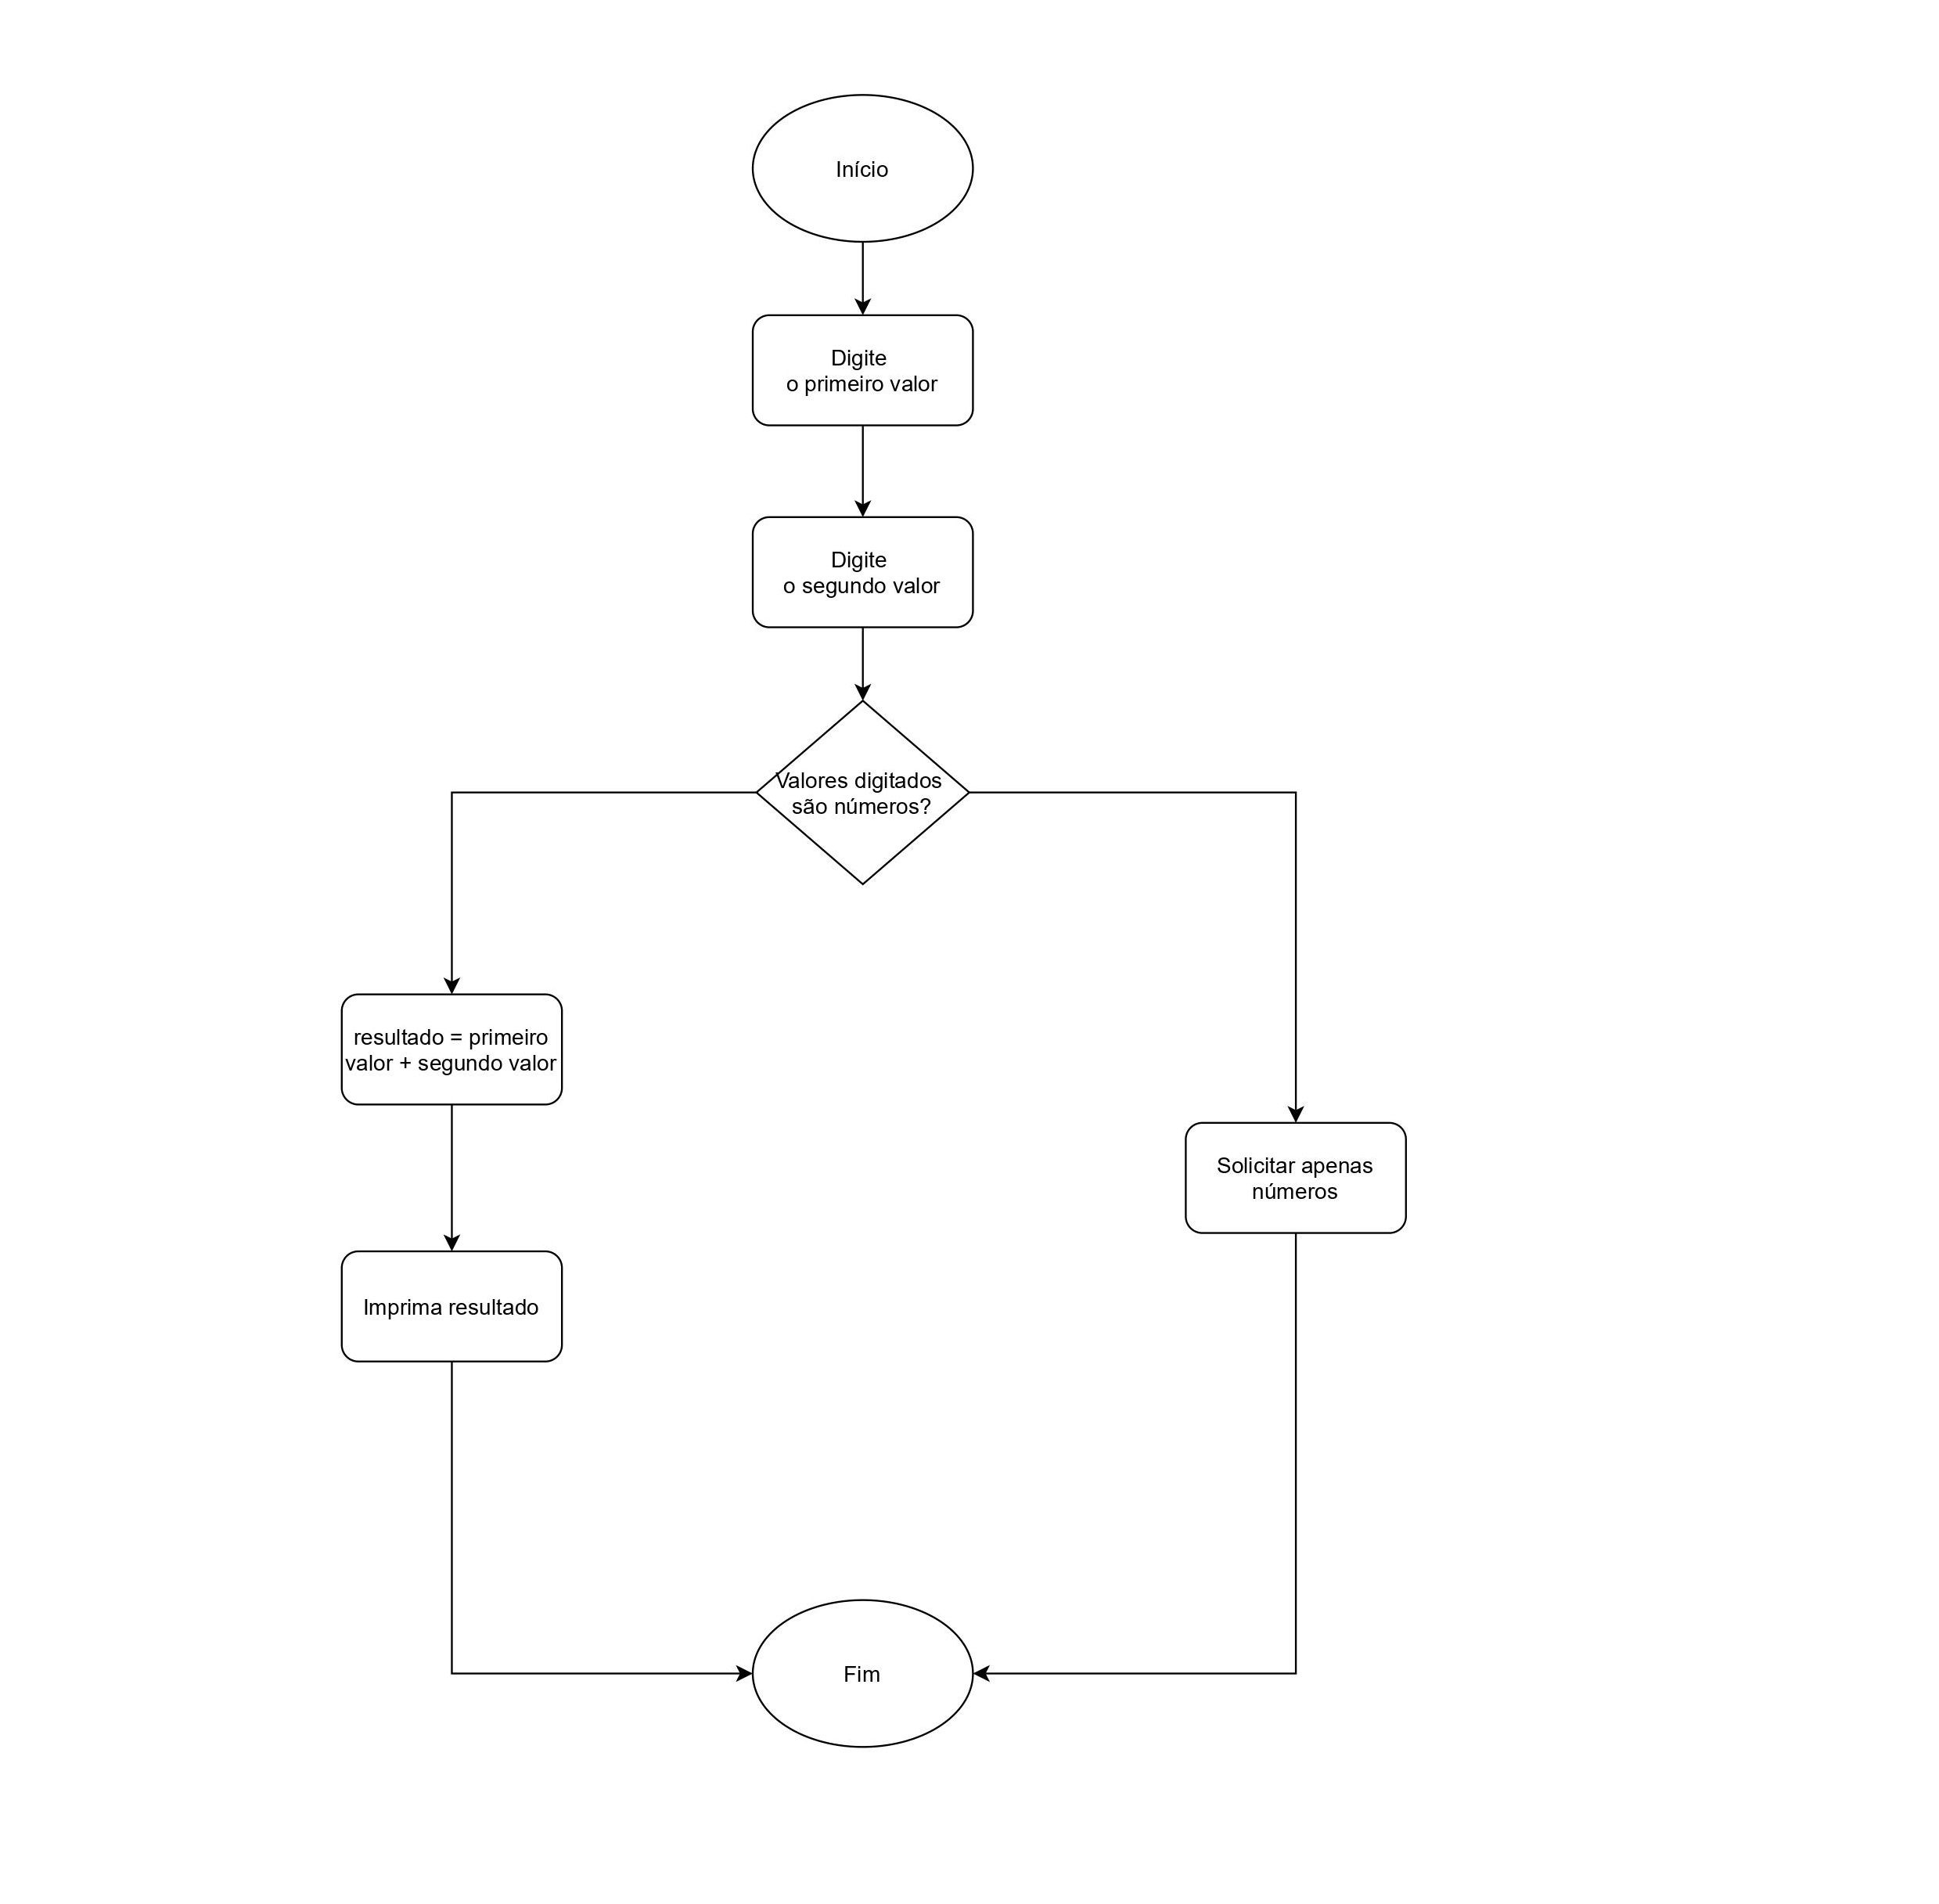 Início
Digite
o primeiro valor
Digite
o segundo valor
Valores digitados
são números?
resultado = primeiro
valor + segundo valor
Solicitar apenas
números
Imprima resultado
Fim